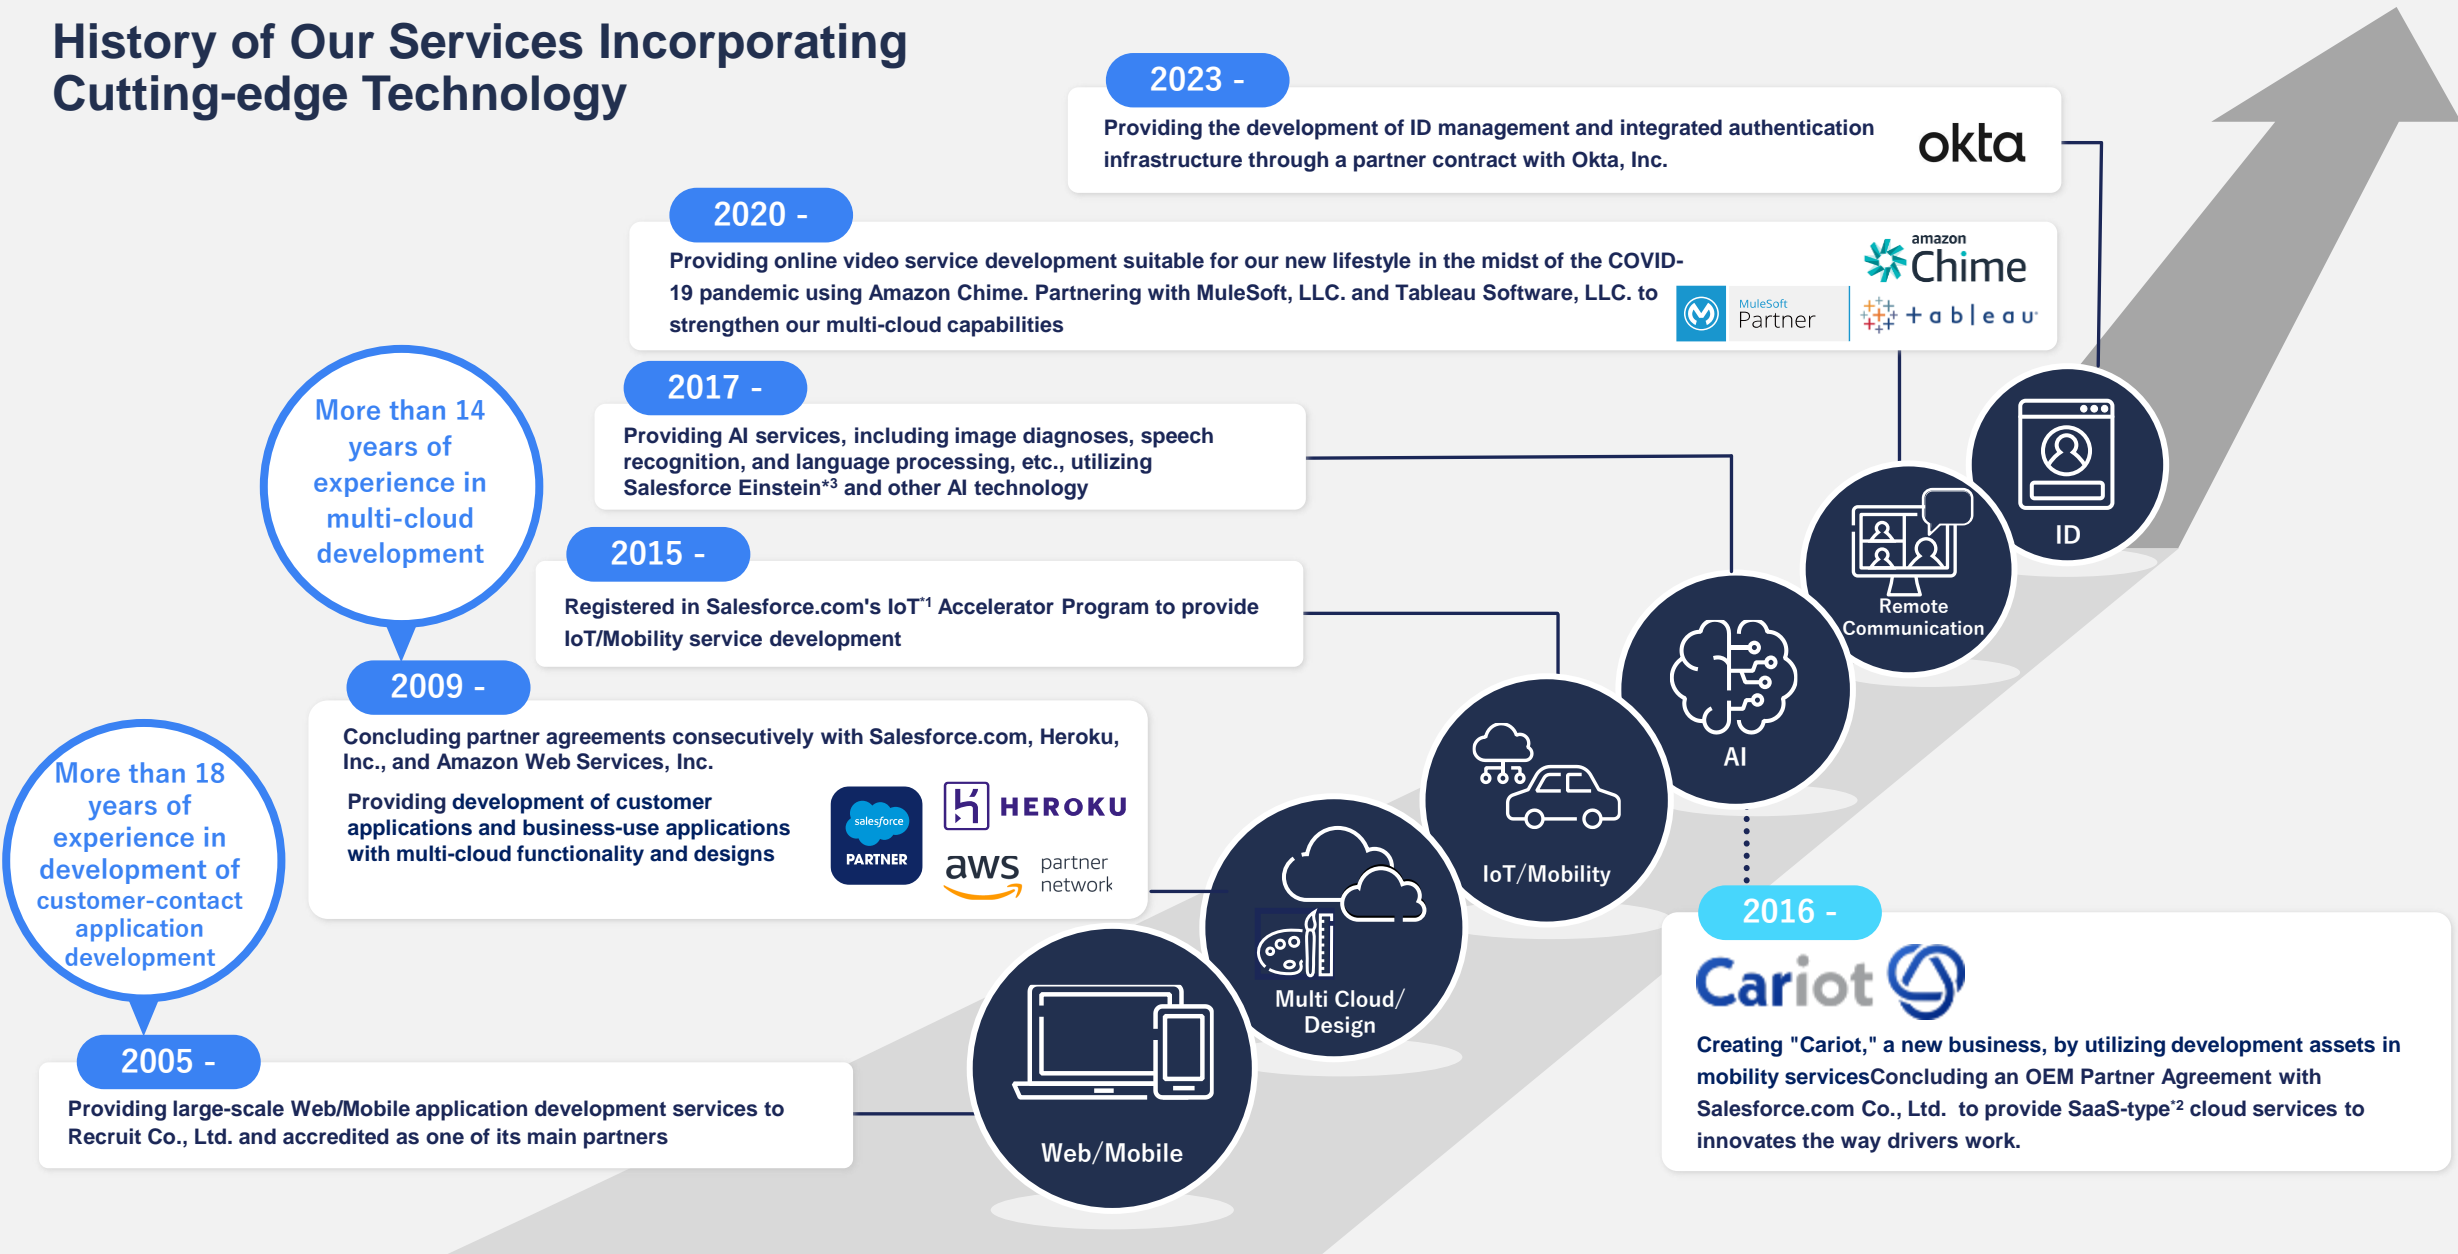 History of Our Services Incorporating
Cutting-edge Technology
2023 -
Providing the development of ID management and integrated authentication
infrastructure through a partner contract with Okta, Inc.
okta
2020 -
Providing online video service development suitable for our new lifestyle in the midst of the COVID-
19 pandemic using Amazon Chime. Partnering with MuleSoft, LLC. and Tableau Software, LLC. to
strengthen our multi-cloud capabilities
amazon
Chime
MuleSoft
Partner
+ableau
2017 -
Providing AI services, including image diagnoses, speech
recognition, and language processing, etc., utilizing
Salesforce Einstein*3 and other AI technology
More than 14
years of
experience in
multi-cloud
development
2015 -
Registered in Salesforce.com's IoT*1 Accelerator Program to provide
IoT/Mobility service development
2009 -
Concluding partner agreements consecutively with Salesforce.com, Heroku,
Inc., and Amazon Web Services, Inc.
Providing development of customer
applications and business-use applications
with multi-cloud functionality and designs
salesforce
PARTNER
HEROKU
aws
partner
network
More than 18
years of
experience in
development of
customer-contact
application
development
2005 -
Providing large-scale Web/Mobile application development services to
Recruit Co., Ltd. and accredited as one of its main partners
Web/Mobile
Multi Cloud/
Design
IoT/Mobility
AI
Remote
Communication
ID
2016 -
Cariot
Creating "Cariot," a new business, by utilizing development assets in
mobility servicesConcluding an OEM Partner Agreement with
Salesforce.com Co., Ltd. to provide SaaS-type*2 cloud services to
innovates the way drivers work.